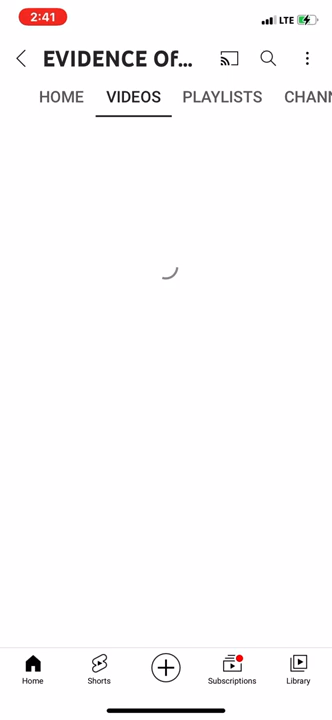 2:41
LTE
EVIDENCE Of...
HOME VIDEOS PLAYLISTS CHANN
Home Shorts Subscriptions Library